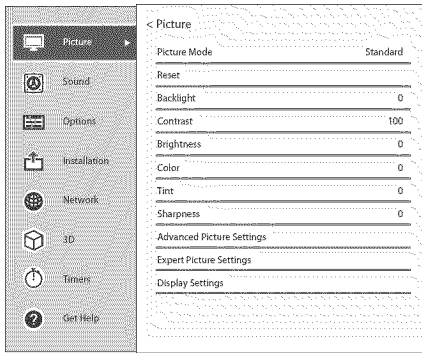 Picture
Sound
Options
Installation
Network
3D
Timers
Get Help
< Picture
Picture Mode Standard
Reset
Backlight 0
Contrast 100
Brightness 0
Color 0
Tint 0
Sharpness 0
Advanced Picture Settings
Expert Picture Settings
Display Settings